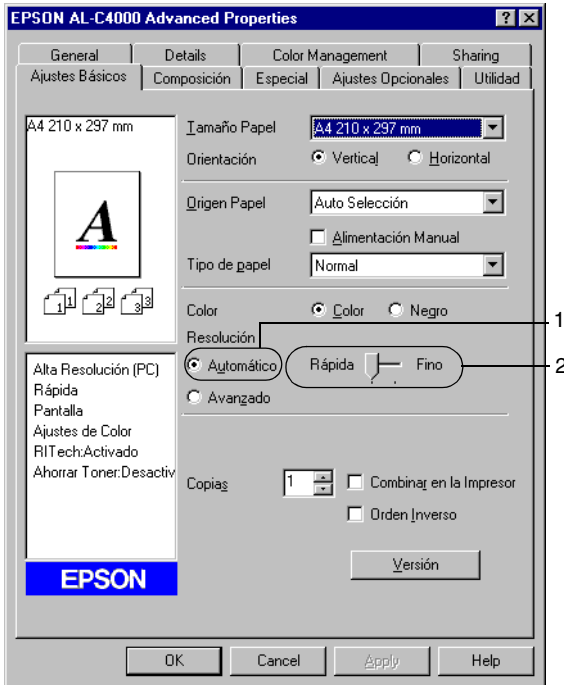 EPSON AL-C4000 Advanced Properties
General Details Color Management Sharing
Ajustes Básicos Composición Especial Ajustes Opcionales Utilidad
A4 210 x 297 mm
A
1 1 2 2 3 3
Tamaño Papel A4 210 x 297 mm
Orientación Vertical Horizontal
Origen Papel Auto Selección
Alimentación Manual
Tipo de papel Normal
Color Color Negro
Resolución
Automático Rápida Fino
1
2
Avanzado
Alta Resolución (PC)
Rápida
Pantalla
Ajustes de Color
RITech:Activado
Ahorrar Toner:Desactiv
EPSON
Copias 1 Combinar en la Impresor
Orden Inverso
Versión
OK Cancel Apply Help